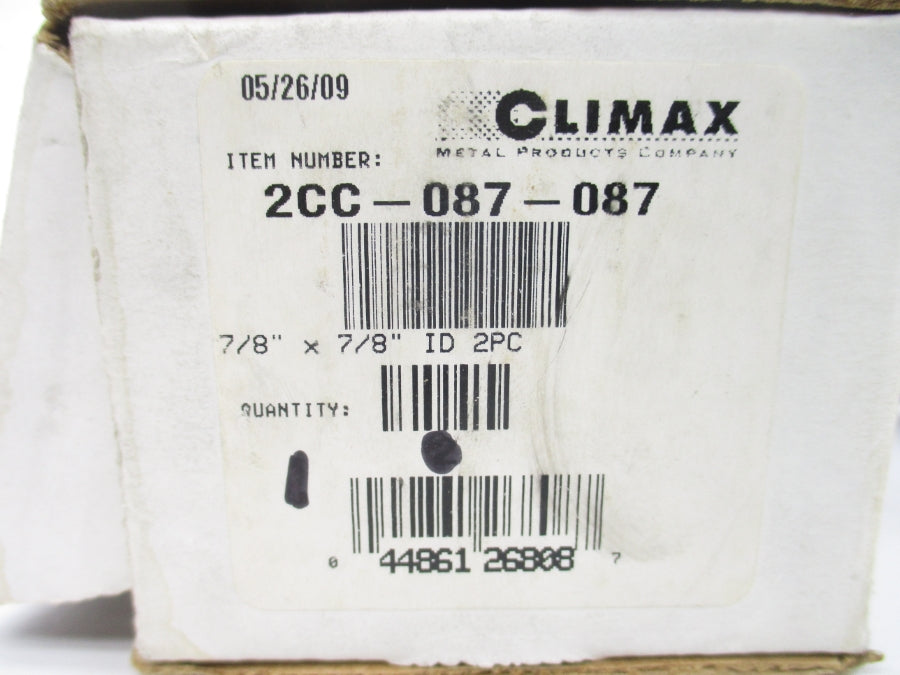 05/26/09
CLIMAX
METAL PRODUCTS COMPANY
ITEM NUMBER:
2CC-087-087
7/8" x 7/8" ID 2PC
QUANTITY:
1
0 44861 26808 7